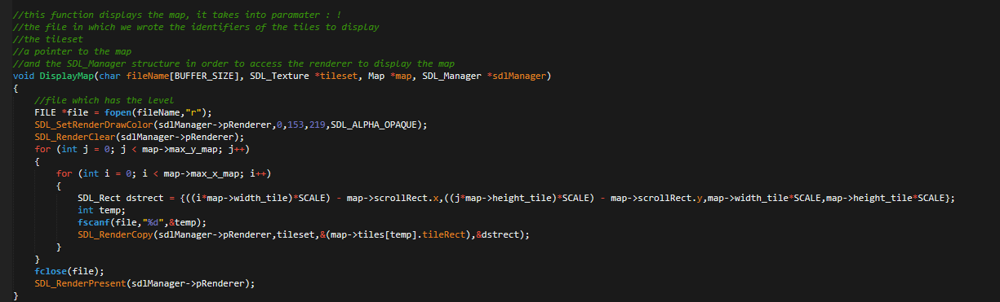 //this function displays the map, it takes into paramater : !
//the file in which we wrote the identifiers of the tiles to display
//the tileset
//a pointer to the map
//and the SDL_Manager structure in order to access the renderer to display the map
void DisplayMap(char fileName[BUFFER_SIZE], SDL_Texture *tileset, Map *map, SDL_Manager *sdlManager)
{
    //file which has the level
    FILE *file = fopen(fileName,"r");
    SDL_SetRenderDrawColor(sdlManager->pRenderer,0,153,219,SDL_ALPHA_OPAQUE);
    SDL_RenderClear(sdlManager->pRenderer);
    for (int j = 0; j < map->max_y_map; j++)
    {
        for (int i = 0; i < map->max_x_map; i++)
        {
            SDL_Rect dstrect = {((i*map->width_tile)*SCALE) - map->scrollRect.x,((j*map->height_tile)*SCALE) - map->scrollRect.y,map->width_tile*SCALE,map->height_tile*SCALE};
            int temp;
            fscanf(file,"%d",&temp);
            SDL_RenderCopy(sdlManager->pRenderer,tileset,&(map->tiles[temp].tileRect),&dstrect);
        }
    }
    fclose(file);
    SDL_RenderPresent(sdlManager->pRenderer);
}